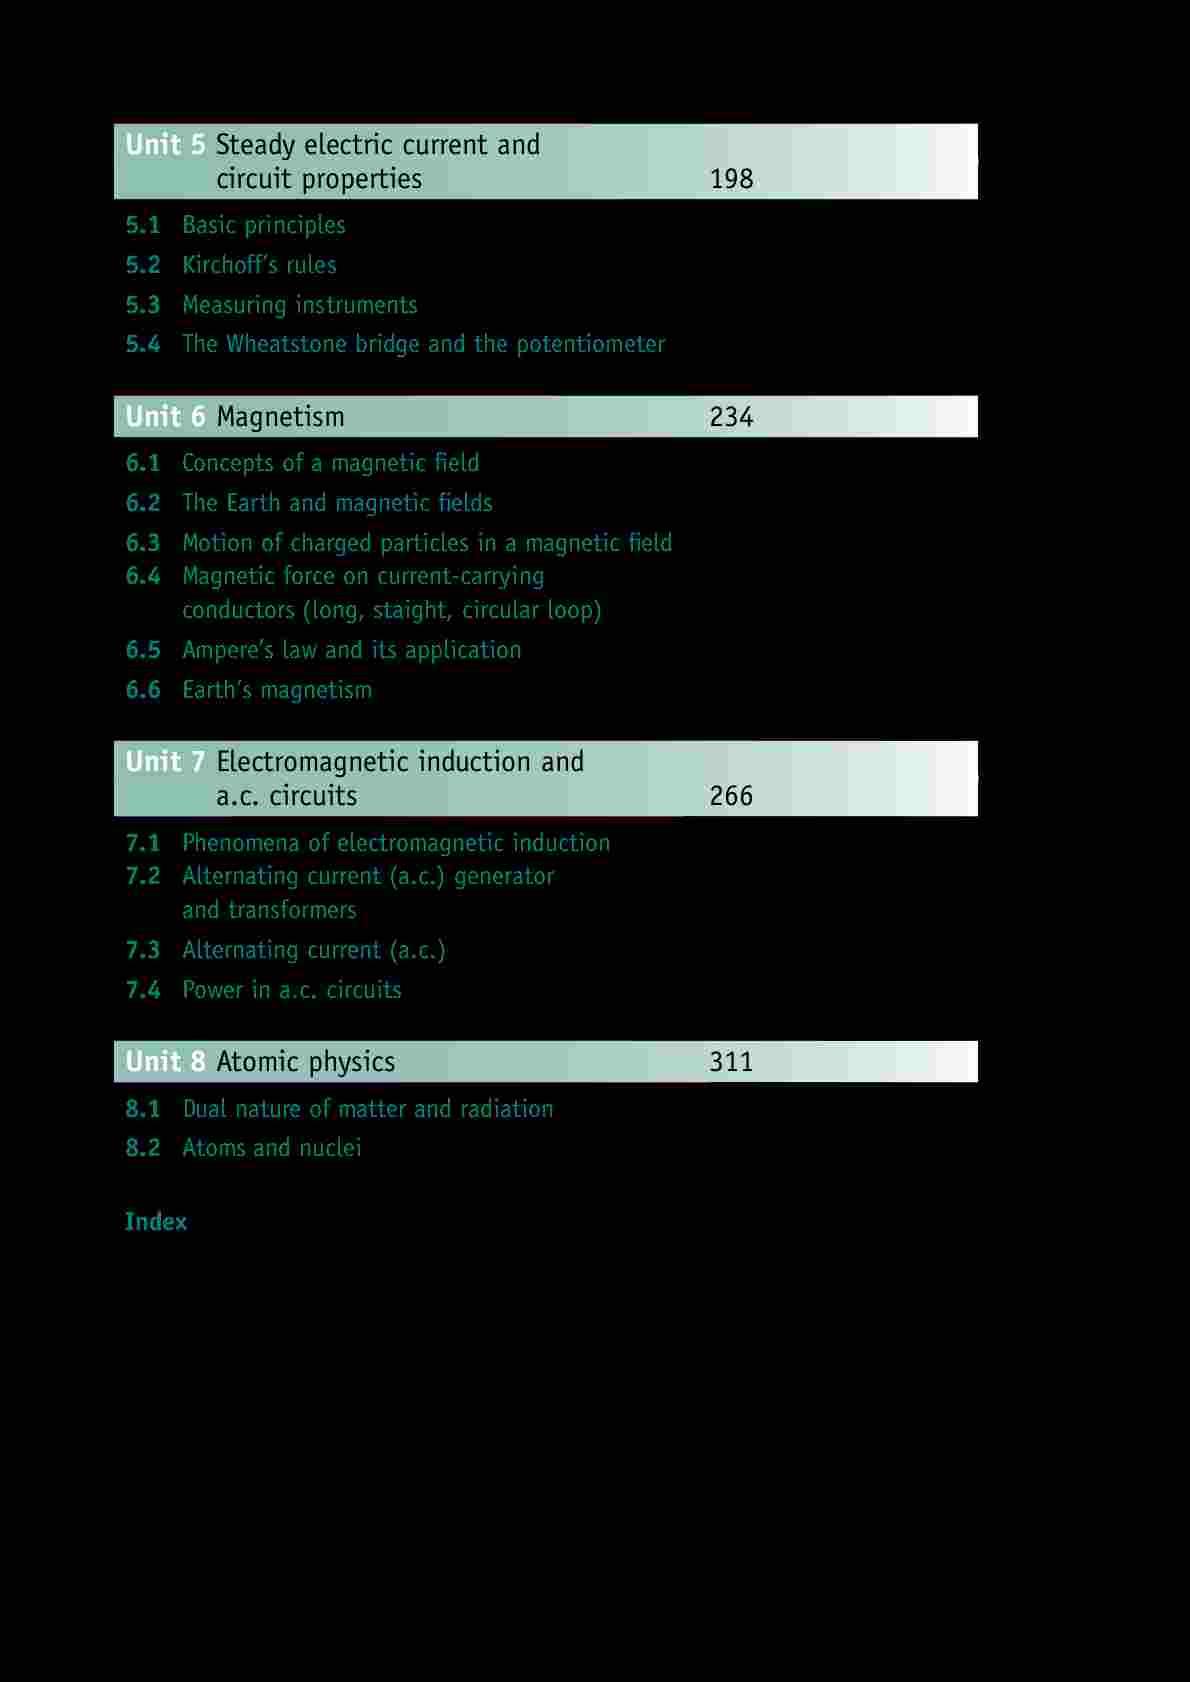 Unit 5 Steady electric current and
circuit properties 198
5.1 Basic principles
5.2 Kirchoff’s rules
5.3 Measuring instruments
5.4 The Wheatstone bridge and the potentiometer
Unit 6 Magnetism 234
6.1 Concepts of a magnetic field
6.2 The Earth and magnetic fields
6.3 Motion of charged particles in a magnetic field
6.4 Magnetic force on current-carrying
conductors (long, staight, circular loop)
6.5 Ampere’s law and its application
6.6 Earth’s magnetism
Unit 7 Electromagnetic induction and
a.c. circuits 266
7.1 Phenomena of electromagnetic induction
7.2 Alternating current (a.c.) generator
and transformers
7.3 Alternating current (a.c.)
7.4 Power in a.c. circuits
Unit 8 Atomic physics 311
8.1 Dual nature of matter and radiation
8.2 Atoms and nuclei
Index